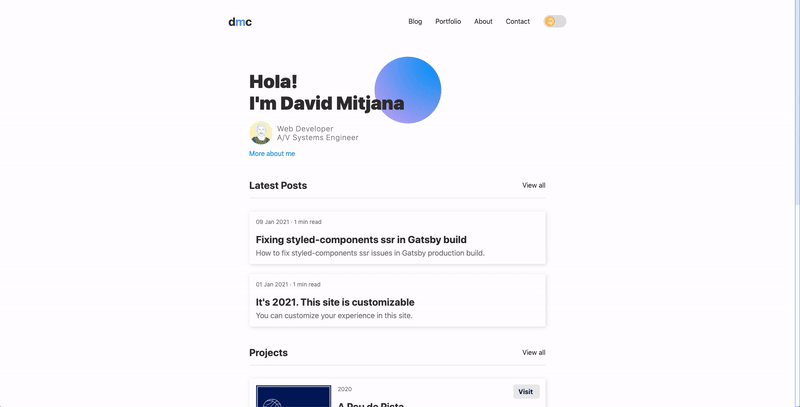 dmc
Blog Portfolio About Contact
Hola!
I'm David Mitjana
Web Developer
A/V Systems Engineer
More about me
Latest Posts View all
09 Jan 2021 · 1 min read
Fixing styled-components ssr in Gatsby build
How to fix styled-components ssr issues in Gatsby production build.
01 Jan 2021 · 1 min read
It's 2021. This site is customizable
You can customize your experience in this site.
Projects View all
2020 Visit
A Peu de Pista